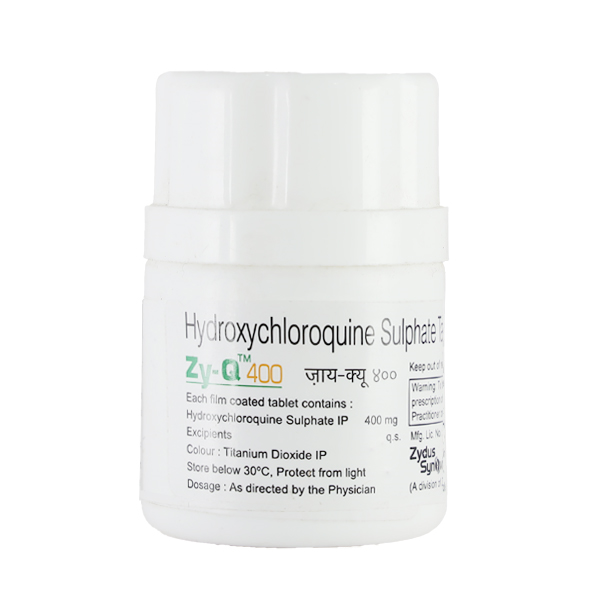 Hydroxychloroquine Sulphate Ta
Zy-Q™ 400 ज़ाय-क्यू ४००
Each film coated tablet contains :
Hydroxychloroquine Sulphate IP 400 mg
Excipients q.s.
Colour : Titanium Dioxide IP
Store below 30°C, Protect from light
Dosage : As directed by the Physician
Keep out of
Warning
prescription
Practitioner
Mfg. Lic. No.
Zydus
(A division of